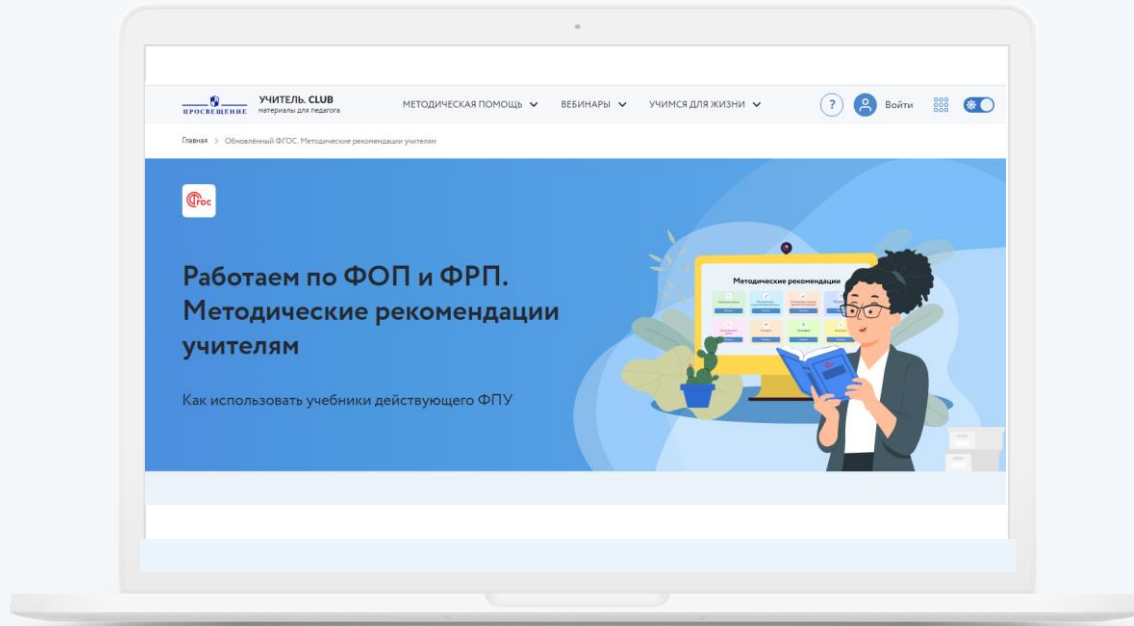 ПРОСВЕЩЕНИЕ
УЧИТЕЛЬ. CLUB
материалы для педагога
МЕТОДИЧЕСКАЯ ПОМОЩЬ
ВЕБИНАРЫ
УЧИМСЯ ДЛЯ ЖИЗНИ
?
Войти
Главная > Обновлённый ФГОС. Методические рекомендации учителям
Фгос
Работаем по ФОП и ФРП.
Методические рекомендации
учителям
Как использовать учебники действующего ФПУ
Методические рекомендации